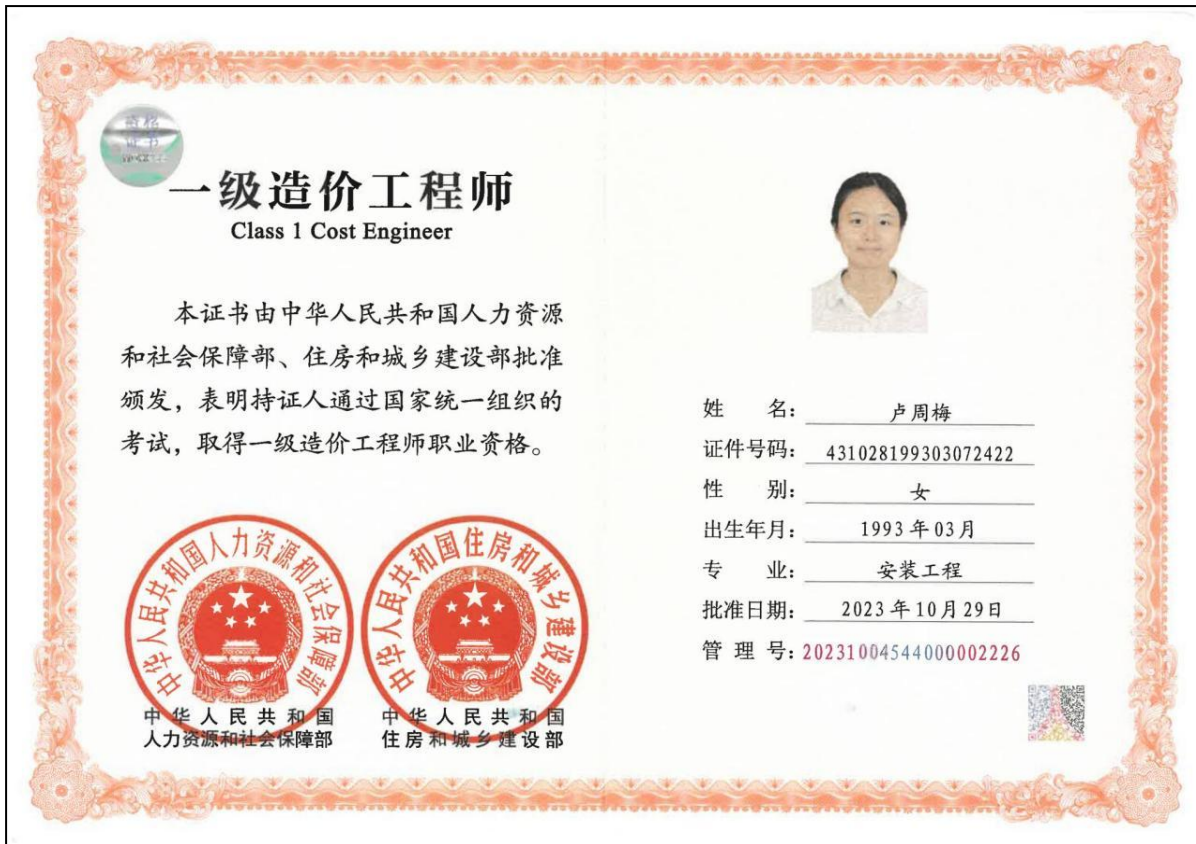 合格
证书
一级造价工程师
Class 1 Cost Engineer
本证书由中华人民共和国人力资源
和社会保障部、住房和城乡建设部批准
颁发，表明持证人通过国家统一组织的
考试，取得一级造价工程师职业资格。
中华人民共和国人力资源和社会保障部
中华人民共和国
人力资源和社会保障部
中华人民共和国住房和城乡建设部
中华人民共和国
住房和城乡建设部
姓 名：卢周梅
证件号码：431028199303072422
性 别：女
出生年月：1993年03月
专 业：安装工程
批准日期：2023年10月29日
管 理 号：20231004544000002226